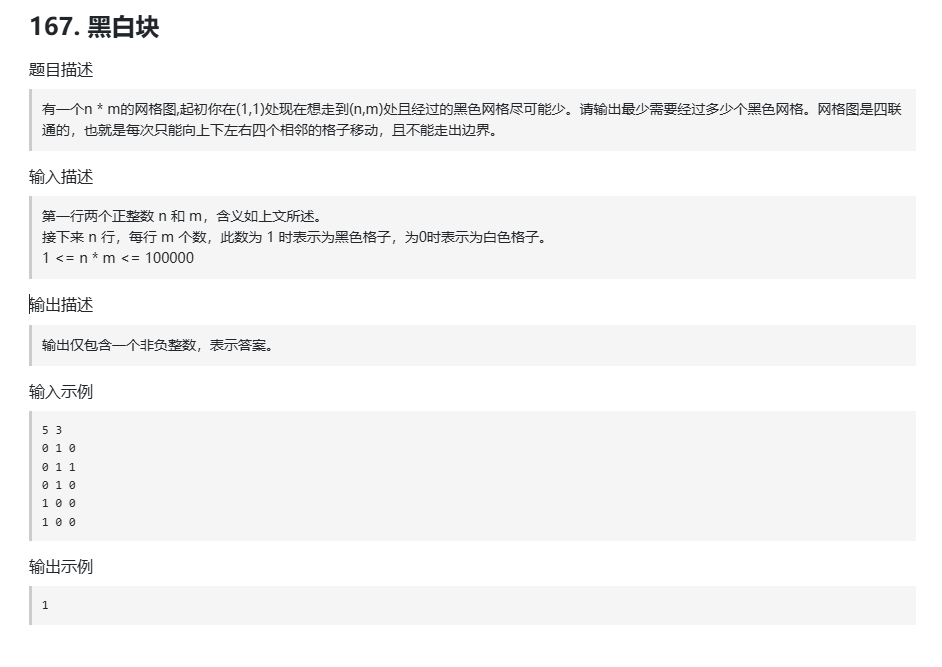 167. 黑白块
题目描述
有一个n * m的网格图,起初你在(1,1)处现在想走到(n,m)处且经过的黑色网格尽可能少。请输出最少需要经过多少个黑色网格。网格图是四联
通的，也就是每次只能向上下左右四个相邻的格子移动，且不能走出边界。
输入描述
第一行两个正整数 n 和 m，含义如上文所述。
接下来 n 行，每行 m 个数，此数为 1 时表示为黑色格子，为0时表示为白色格子。
1 <= n * m <= 100000
输出描述
输出仅包含一个非负整数，表示答案。
输入示例
5 3
0 1 0
0 1 1
0 1 0
1 0 0
1 0 0
输出示例
1